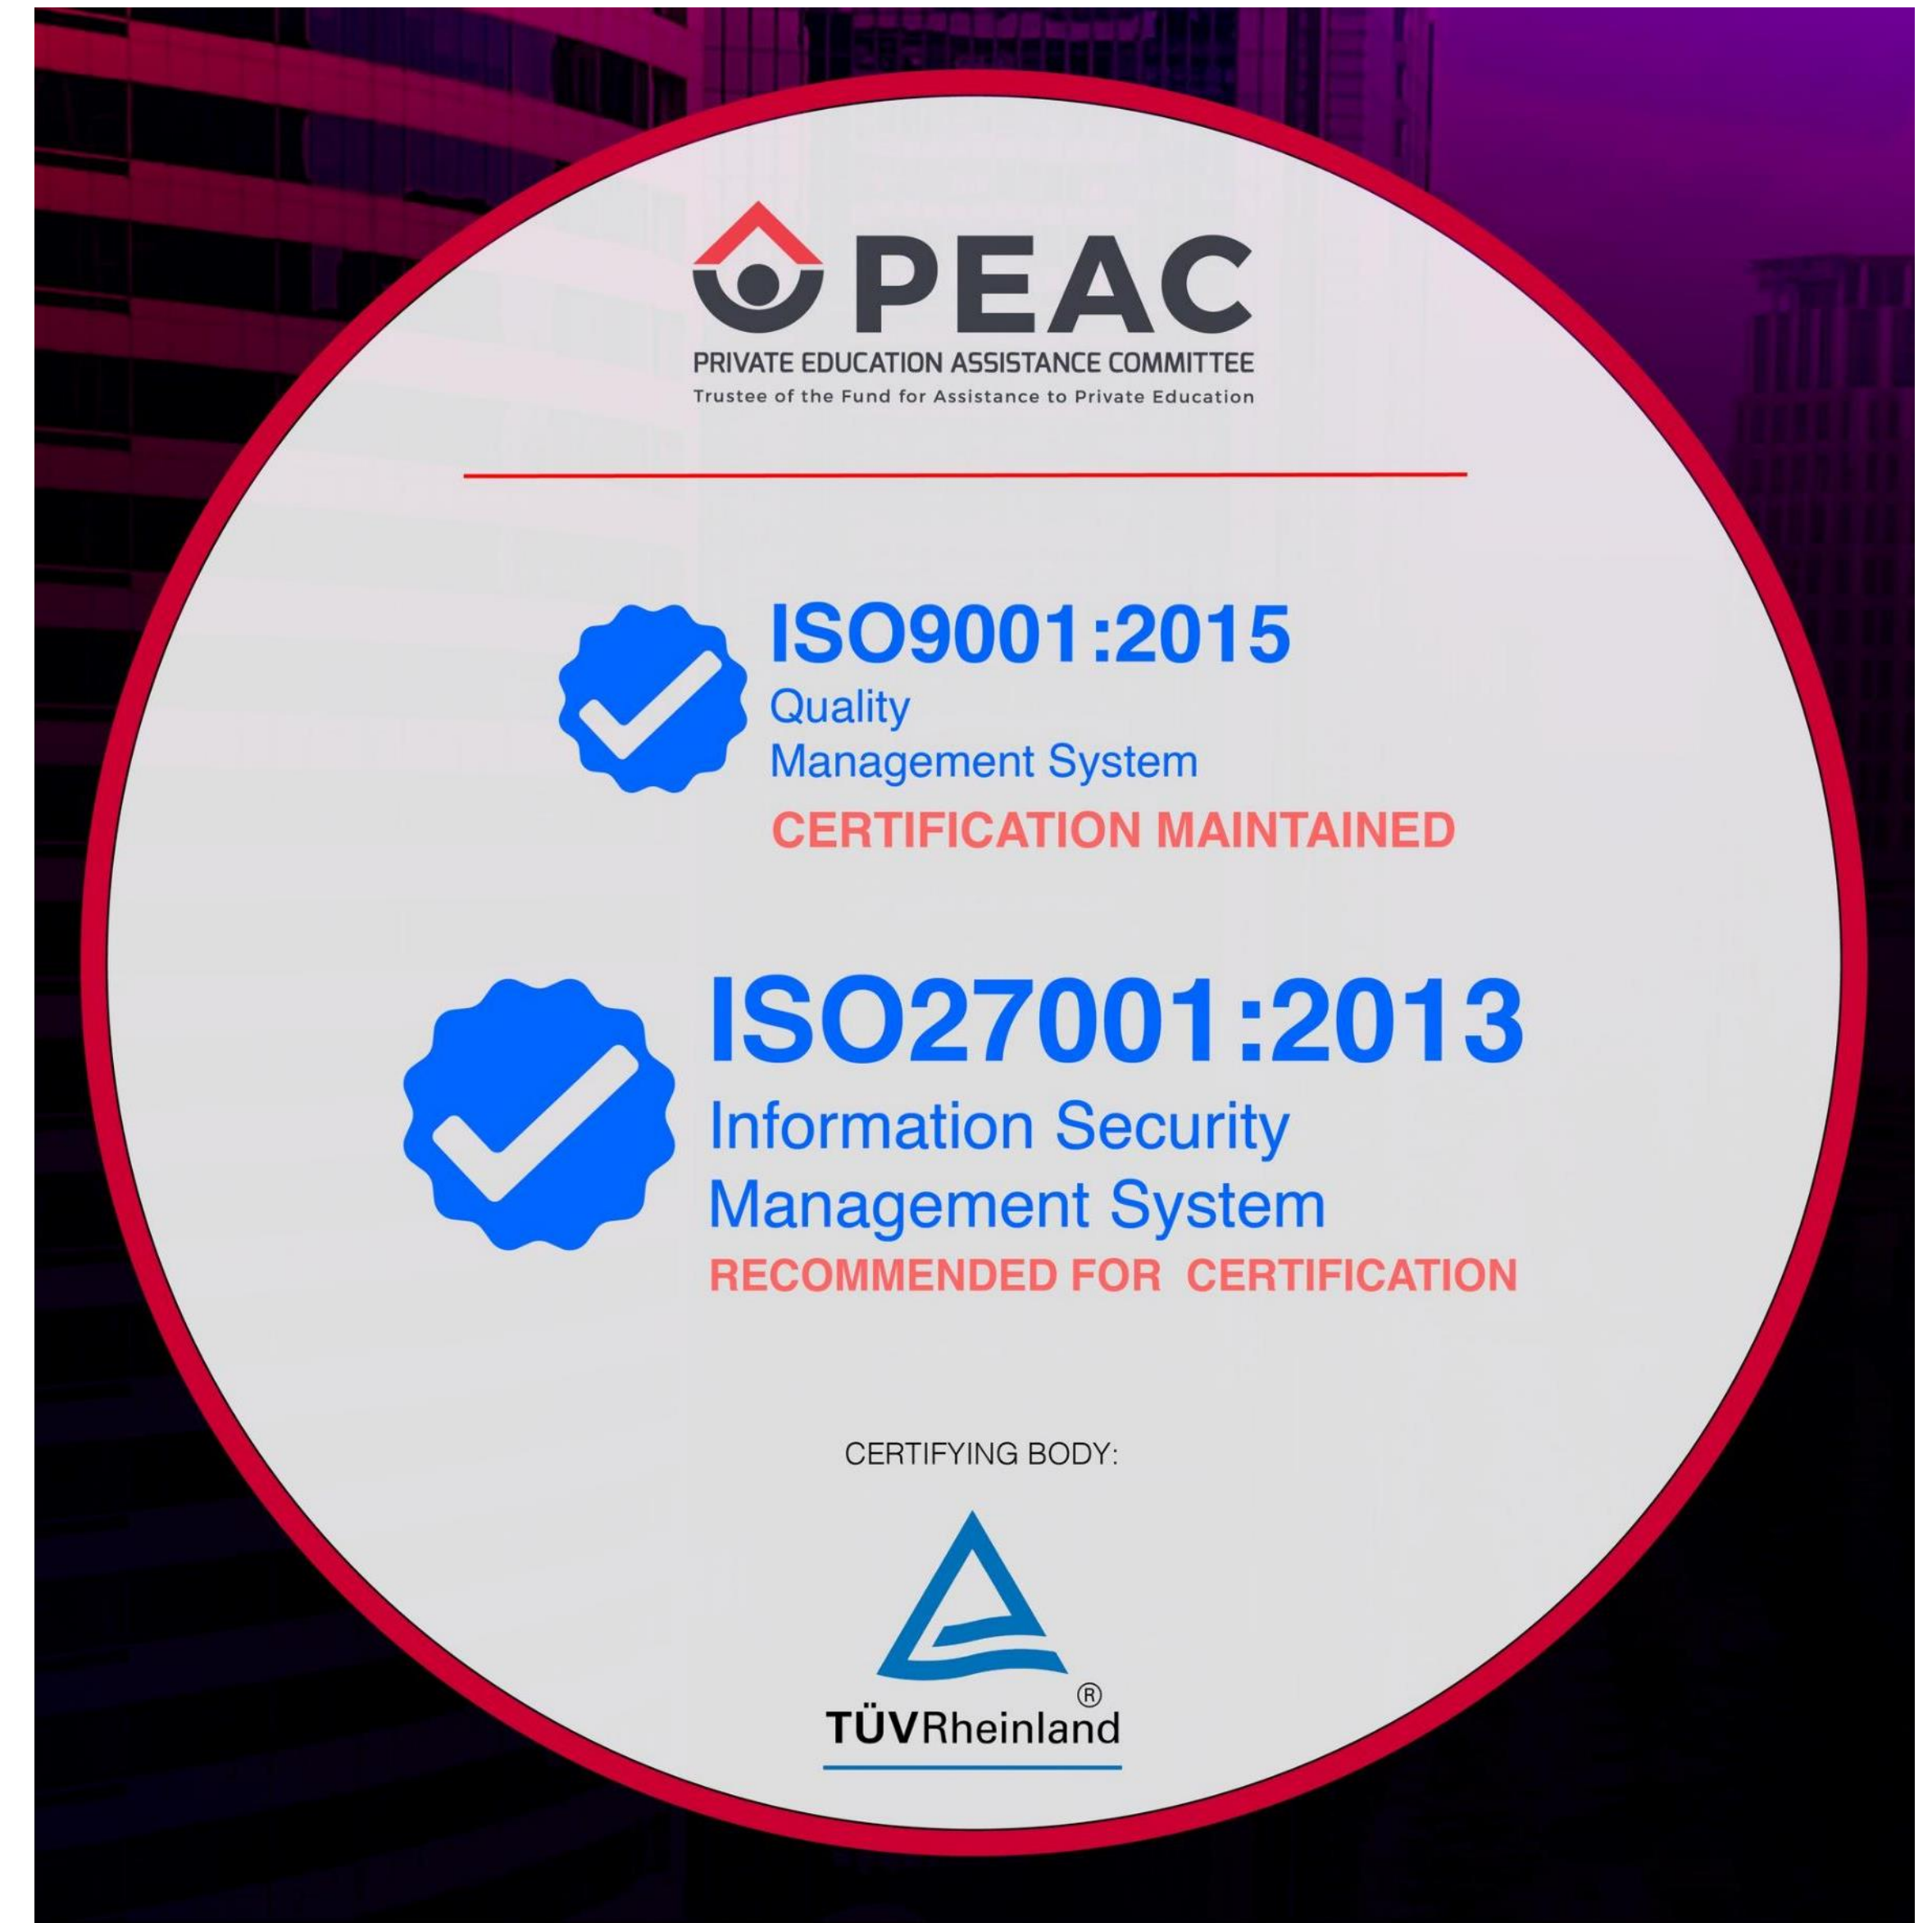 PEAC
PRIVATE EDUCATION ASSISTANCE COMMITTEE
Trustee of the Fund for Assistance to Private Education
ISO9001:2015
Quality
Management System
CERTIFICATION MAINTAINED
ISO27001:2013
Information Security
Management System
RECOMMENDED FOR CERTIFICATION
CERTIFYING BODY:
®
TÜVRheinland